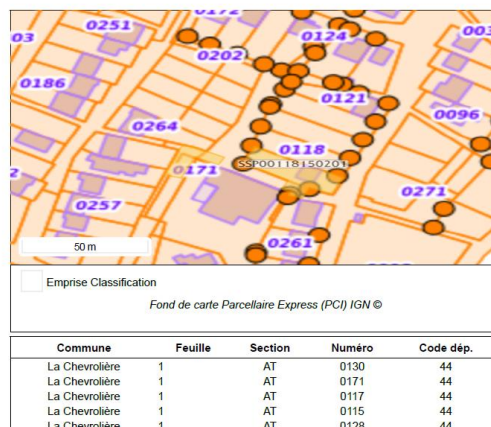 0251
0172
0124
003
03
0202
0186
0121
0096
0264
0118
SSP00118150201
0171
0271
2
0257
0261
50 m
Emprise Classification
Fond de carte Parcellaire Express (PCI) IGN ©
Commune Feuille Section Numéro Code dép.
La Chevrolière 1 AT 0130 44
La Chevrolière 1 AT 0171 44
La Chevrolière 1 AT 0117 44
La Chevrolière 1 AT 0115 44
La Chevrolière 1 AT 0128 44